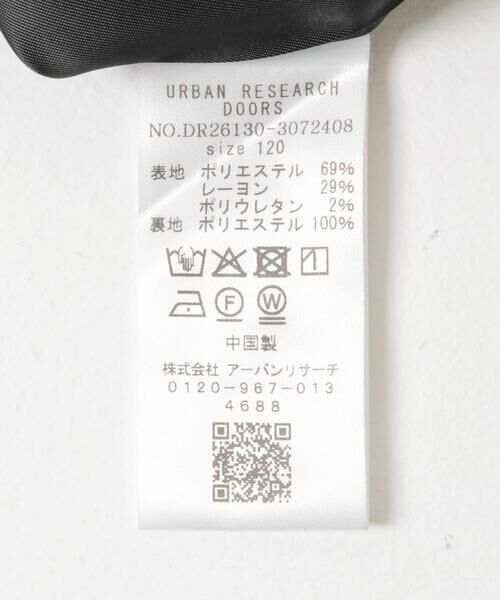 URBAN RESEARCH
DOORS
NO.DR26130-3072408
size 120
表地 ポリエステル 69%
レーヨン 29%
ポリウレタン 2%
裏地 ポリエステル 100%
F W
中国製
株式会社 アーバンリサーチ
0120-967-013
4688